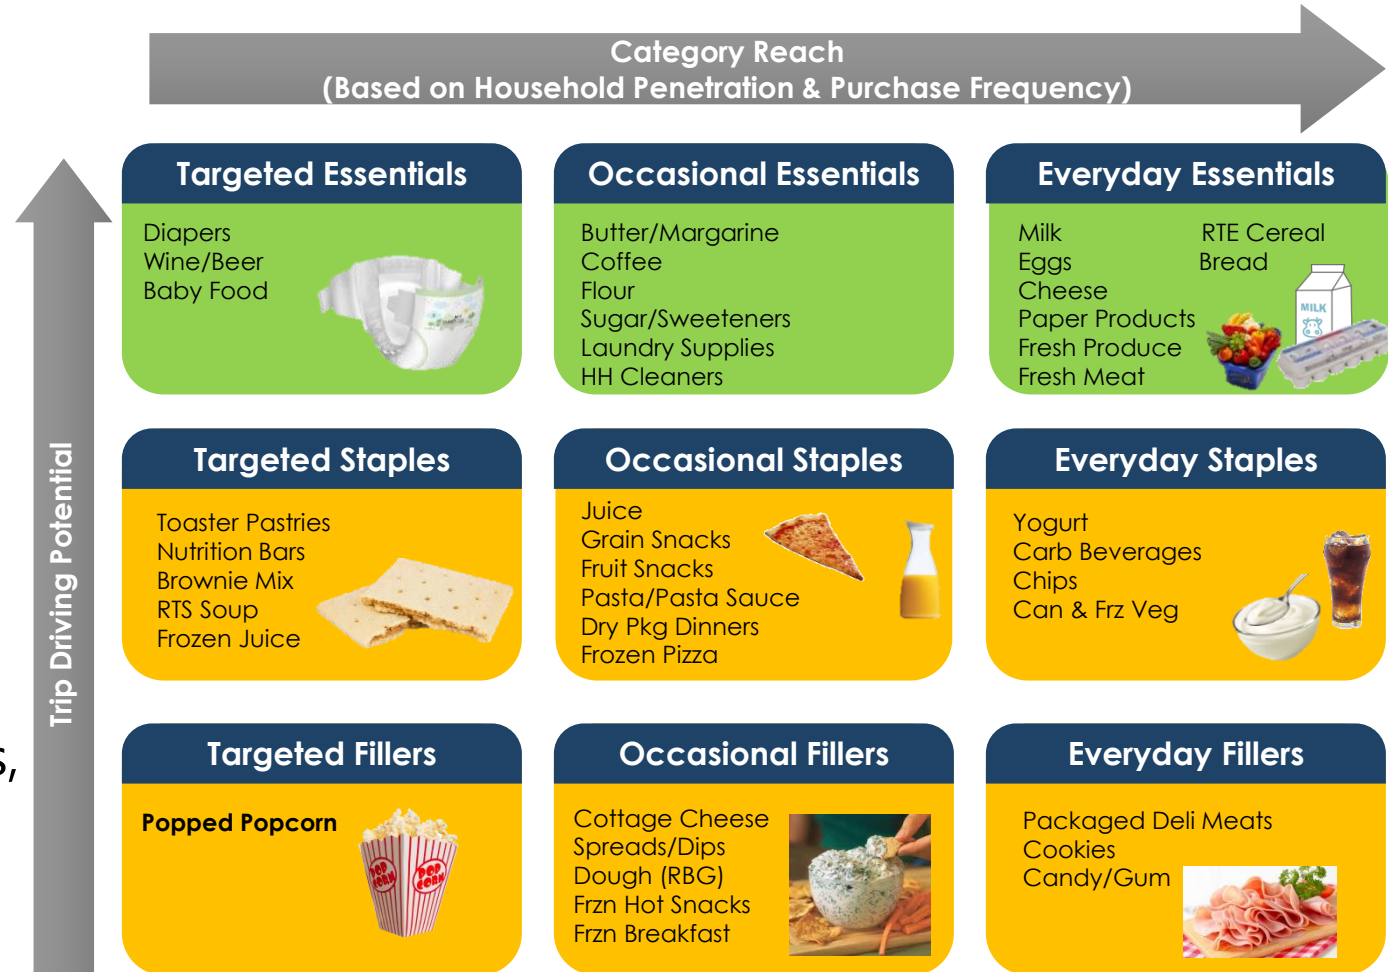 Category Reach
(Based on Household Penetration & Purchase Frequency)
Trip Driving Potential
s,
Targeted Essentials
Diapers
Wine/Beer
Baby Food
Occasional Essentials
Butter/Margarine
Coffee
Flour
Sugar/Sweeteners
Laundry Supplies
HH Cleaners
Everyday Essentials
Milk
Eggs
Cheese
Paper Products
Fresh Produce
Fresh Meat
RTE Cereal
Bread
MILK
Targeted Staples
Toaster Pastries
Nutrition Bars
Brownie Mix
RTS Soup
Frozen Juice
Occasional Staples
Juice
Grain Snacks
Fruit Snacks
Pasta/Pasta Sauce
Dry Pkg Dinners
Frozen Pizza
Everyday Staples
Yogurt
Carb Beverages
Chips
Can & Frz Veg
Targeted Fillers
Popped Popcorn
POP
CORN
POP
CORN
Occasional Fillers
Cottage Cheese
Spreads/Dips
Dough (RBG)
Frzn Hot Snacks
Frzn Breakfast
Everyday Fillers
Packaged Deli Meats
Cookies
Candy/Gum